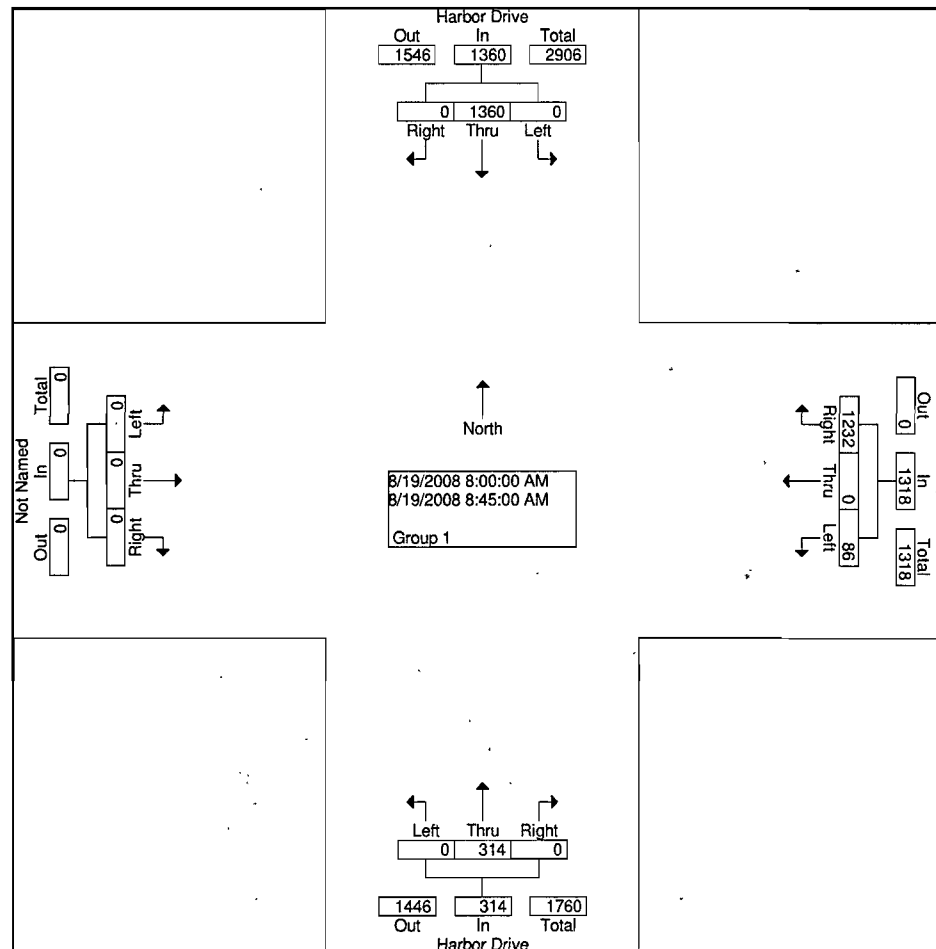 Harbor Drive
Out In Total
1546 1360 2906
0 1360 0
Right Thru Left
North
8/19/2008 8:00:00 AM
8/19/2008 8:45:00 AM
Group 1
Not Named
Out In Total
0 0 0
0 0 0
Left Thru Right
Out In Total
0 1318 1318
1232 0 86
Right Thru Left
Left Thru Right
0 314 0
1446 314 1760
Out In Total
Harbor Drive